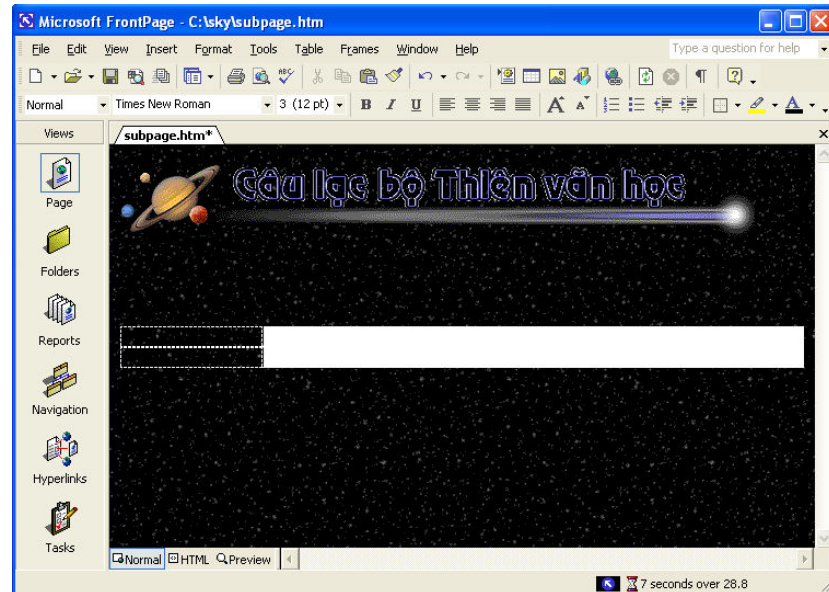 Microsoft FrontPage - C:\sky\subpage.htm
File Edit View Insert Format Tools Table Frames Window Help Type a question for help
Normal Times New Roman 3 (12 pt) B I U A A A
Views subpage.htm*
Câu lạc bộ Thiên văn học
Page
Folders
Reports
Navigation
Hyperlinks
Tasks
Normal HTML Preview
7 seconds over 28.8